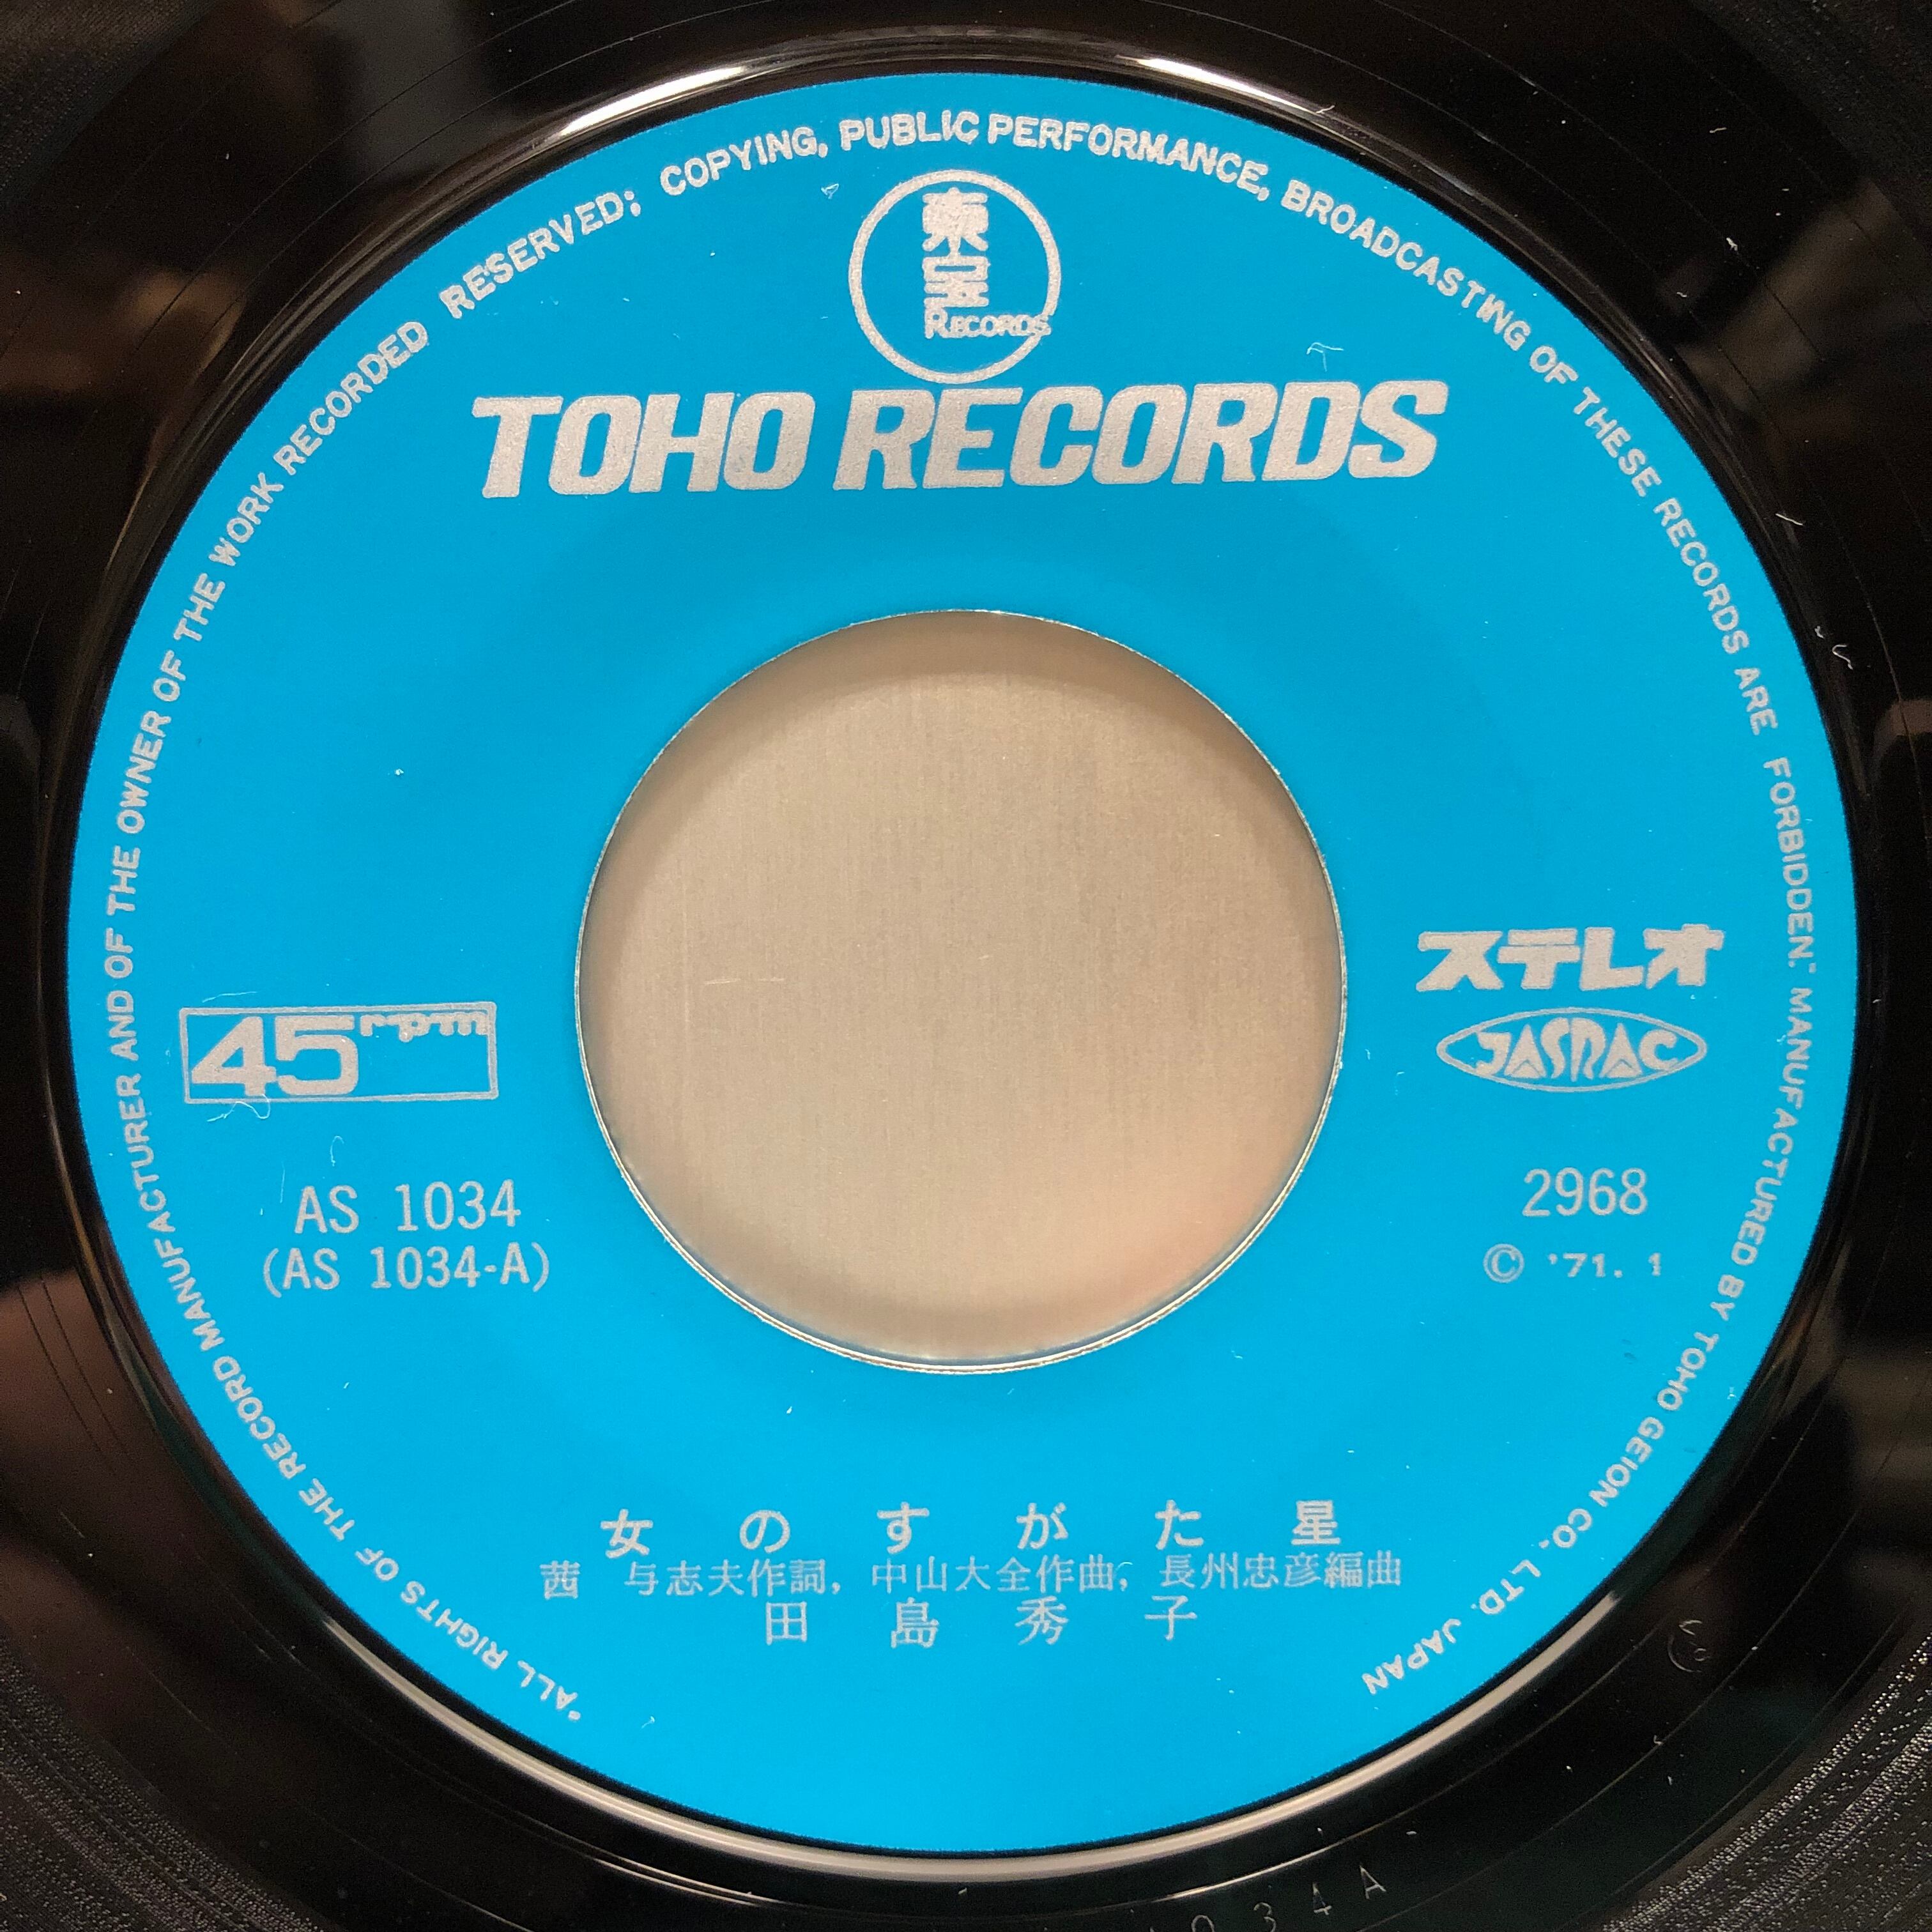 "ALL RIGHTS OF THE RECORD MANUFACTURER AND OF THE OWNER OF THE WORK RECORDED RESERVED; COPYING, PUBLIC PERFORMANCE, BROADCASTING OF THESE RECORDS ARE FORBIDDEN." MANUFACTURED BY TOHO GEION CO., LTD. JAPAN
東宝
RECORDS
TOHO RECORDS
ステレオ
45 rpm
JASRAC
AS 1034
2968
(AS 1034-A)
© '71. 1
女のすがた星
茜 与志夫作詞, 中山大全作曲, 長州忠彦編曲
田島秀子
1034A